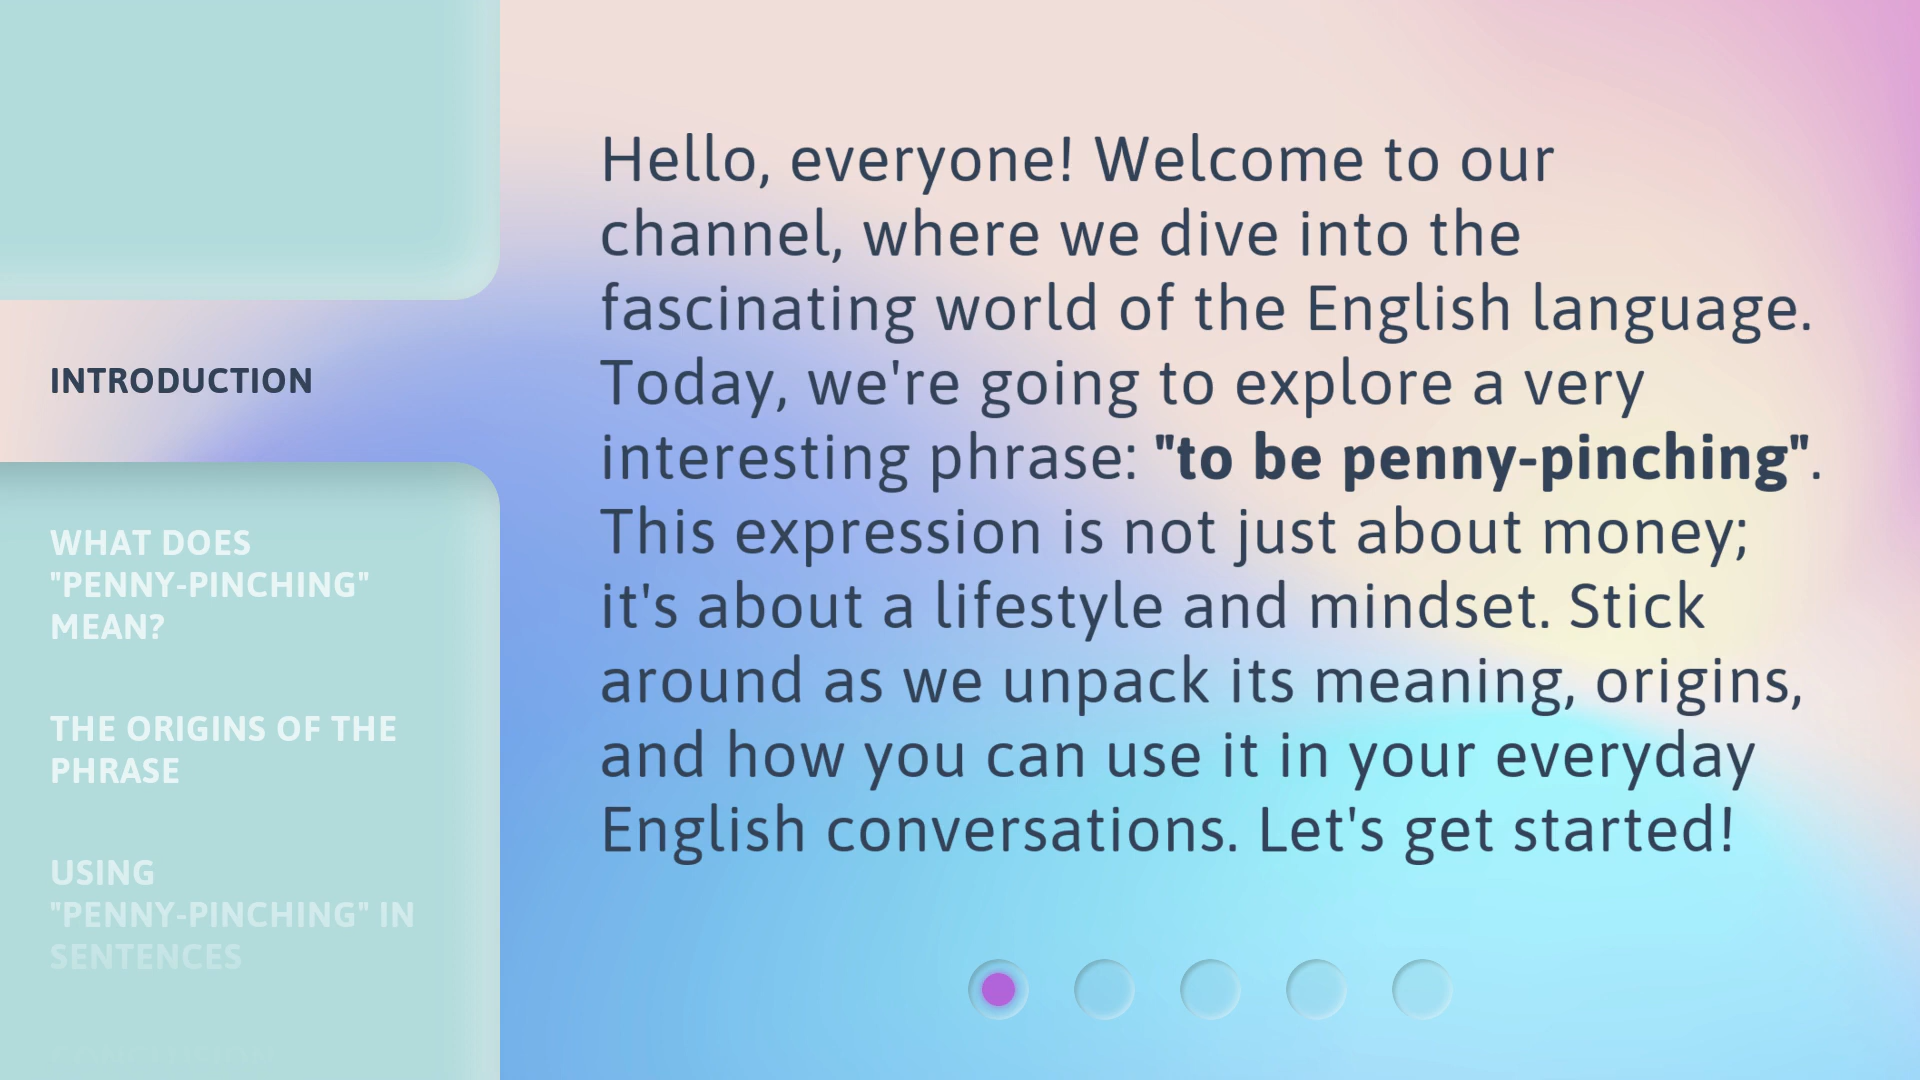 INTRODUCTION
WHAT DOES
"PENNY-PINCHING"
MEAN?
THE ORIGINS OF THE
PHRASE
USING
"PENNY-PINCHING" IN
SENTENCES
CONCLUSION
Hello, everyone! Welcome to our
channel, where we dive into the
fascinating world of the English language.
Today, we're going to explore a very
interesting phrase: "to be penny-pinching".
This expression is not just about money;
it's about a lifestyle and mindset. Stick
around as we unpack its meaning, origins,
and how you can use it in your everyday
English conversations. Let's get started!